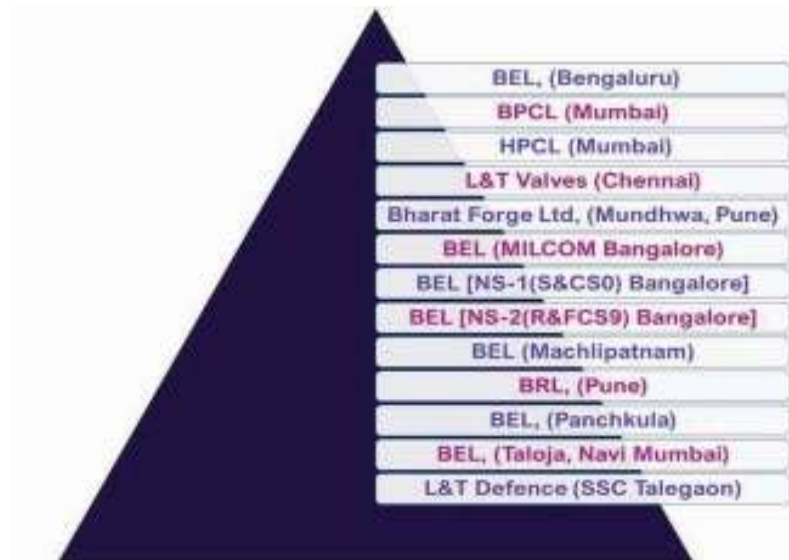 BEL, (Bengaluru)
BPCL (Mumbai)
HPCL (Mumbai)
L&T Valves (Chennai)
Bharat Forge Ltd, (Mundhwa, Pune)
BEL (MILCOM Bangalore)
BEL [NS-1(S&CS0) Bangalore]
BEL [NS-2(R&FCS9) Bangalore]
BEL (Machlipatnam)
BRL, (Pune)
BEL, (Panchkula)
BEL, (Taloja, Navi Mumbai)
L&T Defence (SSC Talegaon)